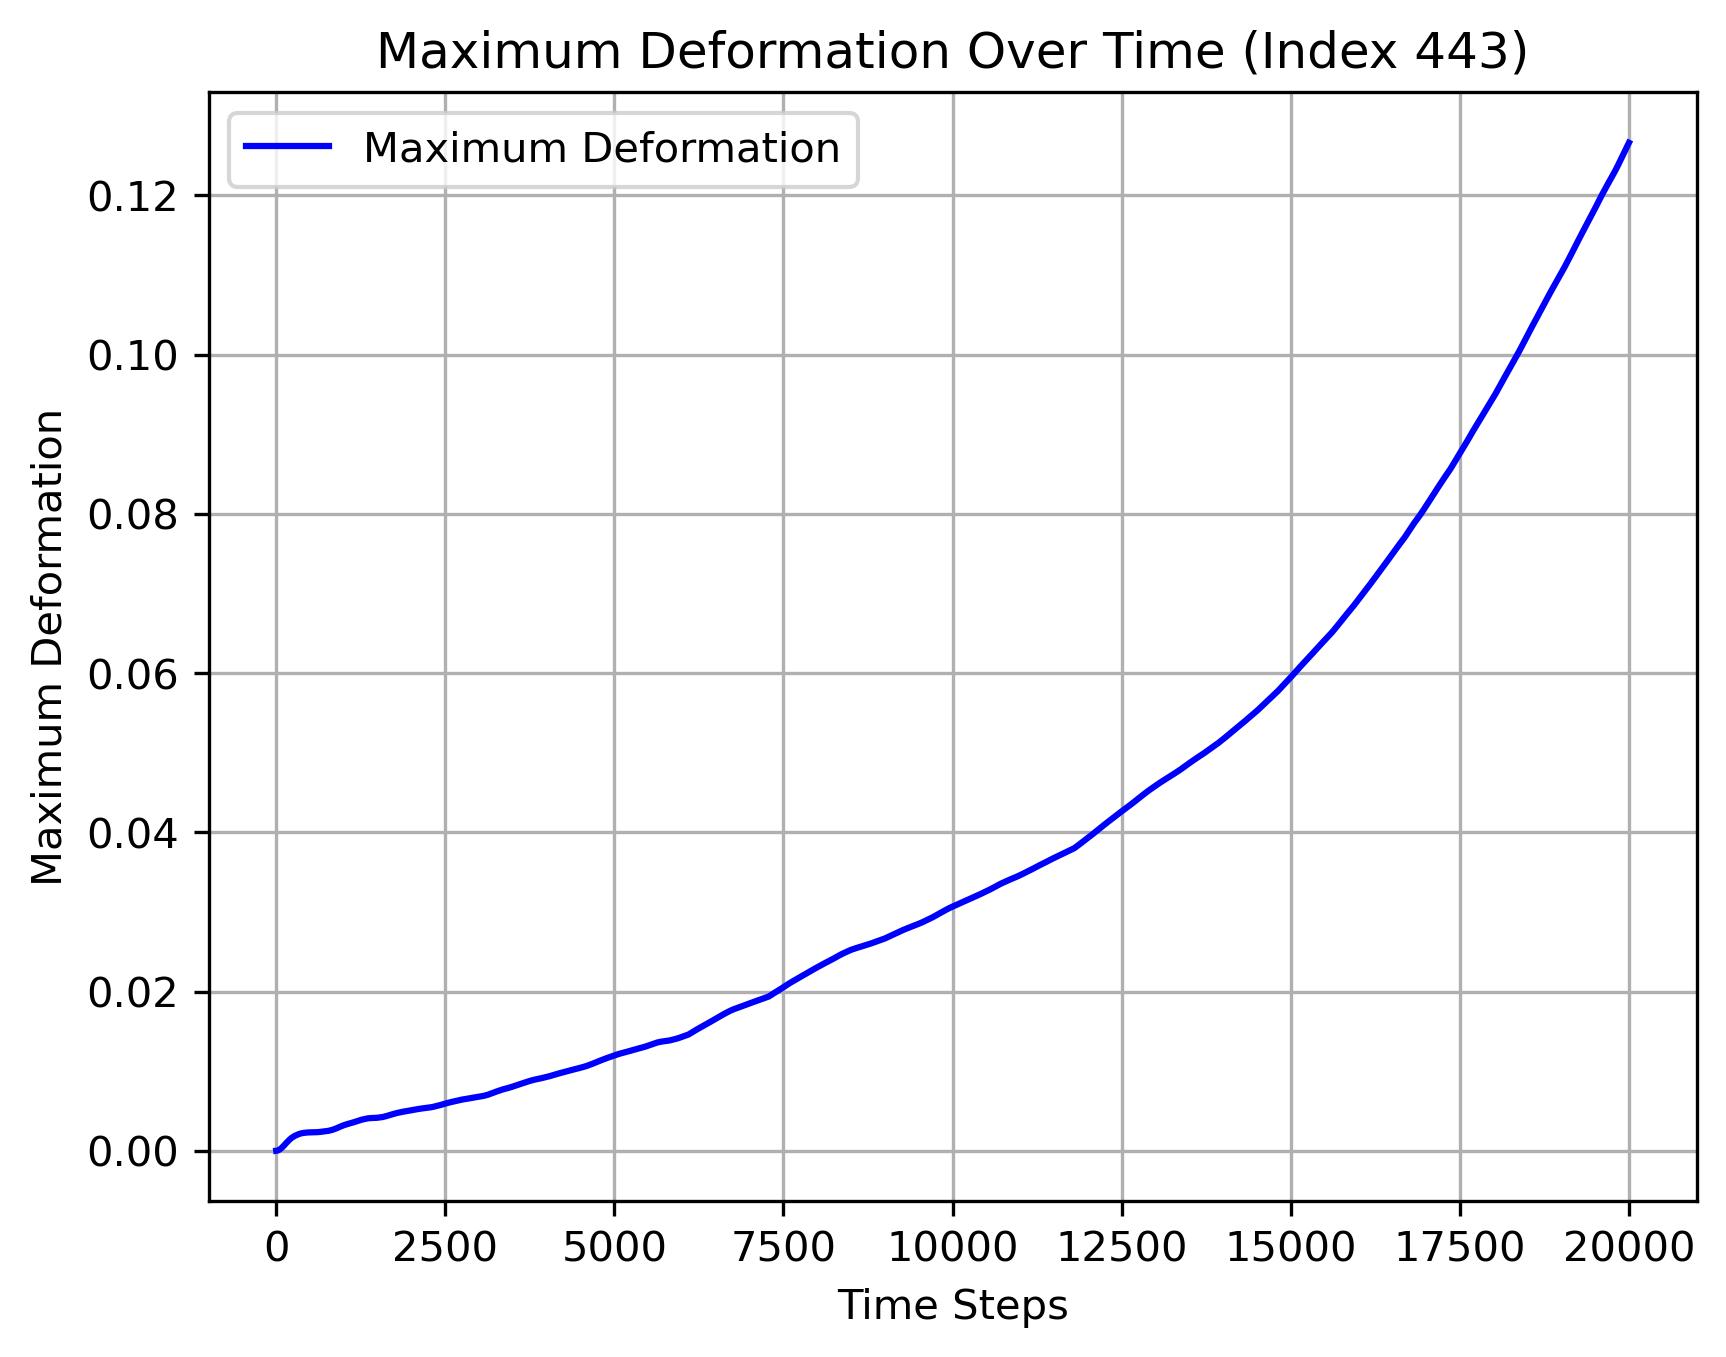 Maximum Deformation Over Time (Index 443)
Maximum Deformation
Maximum Deformation
0.12
0.10
0.08
0.06
0.04
0.02
0.00
0 2500 5000 7500 10000 12500 15000 17500 20000
Time Steps